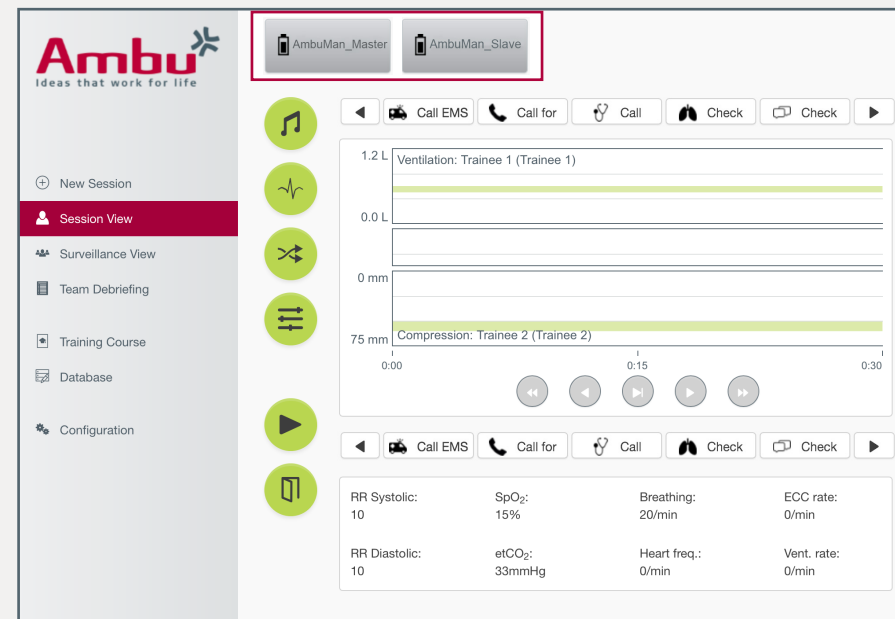 Ambu
Ideas that work for life
AmbuMan_Master
AmbuMan_Slave
Call EMS
Call for
Call
Check
Check
New Session
Session View
Surveillance View
Team Debriefing
Training Course
Database
Configuration
1.2 L
Ventilation: Trainee 1 (Trainee 1)
0.0 L
0 mm
75 mm
Compression: Trainee 2 (Trainee 2)
0:00
0:15
0:30
Call EMS
Call for
Call
Check
Check
RR Systolic:
10
SpO₂:
15%
Breathing:
20/min
ECC rate:
0/min
RR Diastolic:
10
etCO₂:
33mmHg
Heart freq.:
0/min
Vent. rate:
0/min